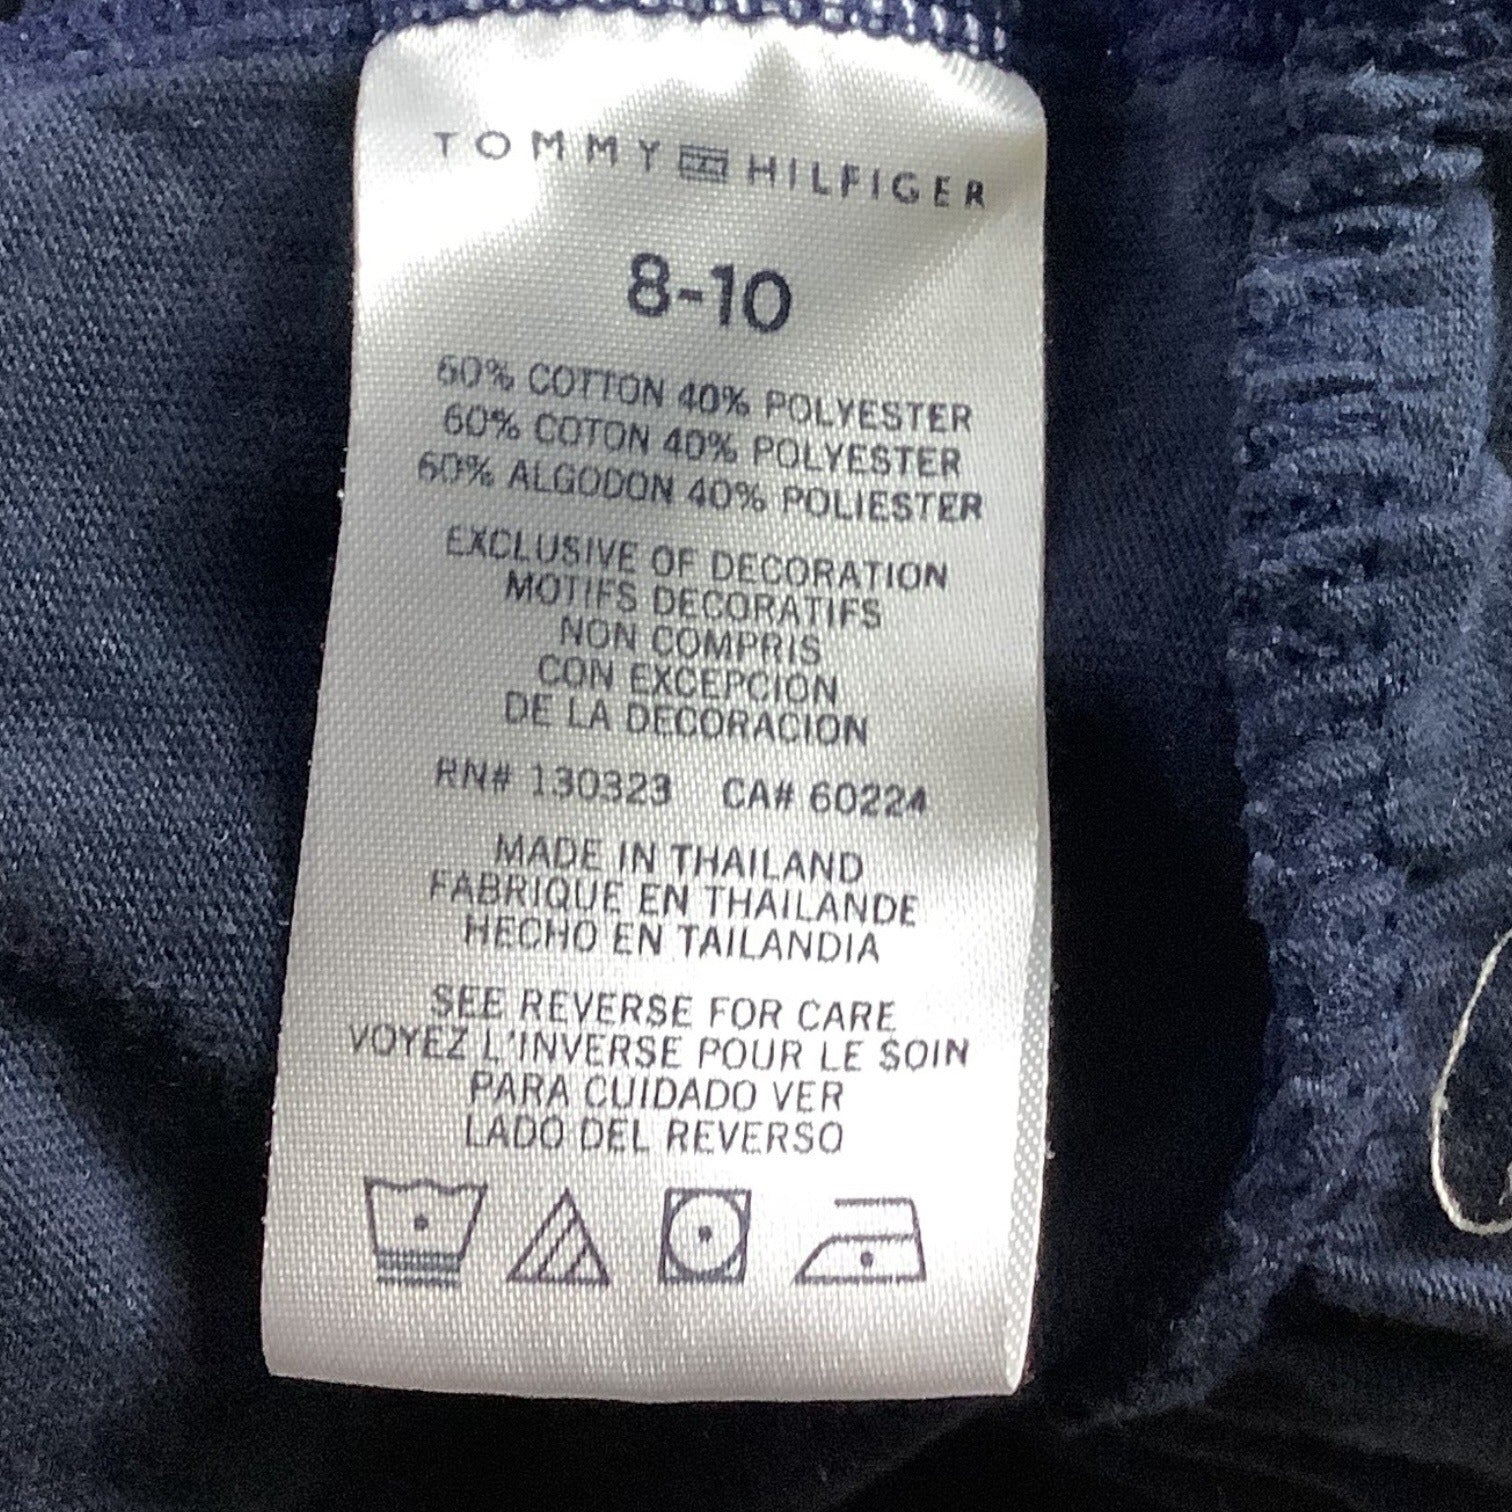 TOMMY HILFIGER
8-10
60% COTTON 40% POLYESTER
60% COTON 40% POLYESTER
60% ALGODON 40% POLIESTER
EXCLUSIVE OF DECORATION
MOTIFS DECORATIFS
NON COMPRIS
CON EXCEPCION
DE LA DECORACION
RN# 130323 CA# 60224
MADE IN THAILAND
FABRIQUE EN THAILANDE
HECHO EN TAILANDIA
SEE REVERSE FOR CARE
VOYEZ L'INVERSE POUR LE SOIN
PARA CUIDADO VER
LADO DEL REVERSO